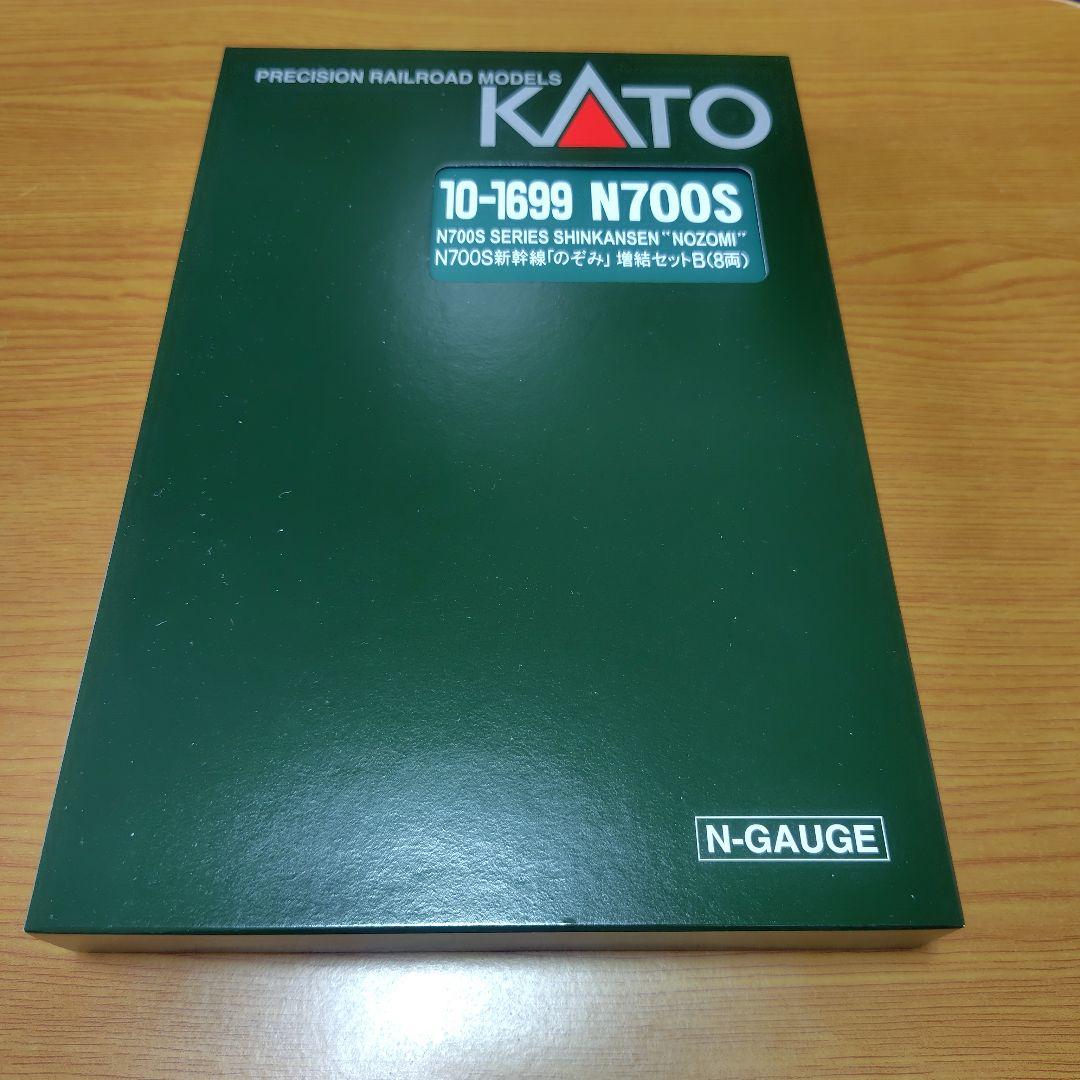 PRECISION RAILROAD MODELS
KATO
10-1699 N700S
N700S SERIES SHINKANSEN "NOZOMI"
N700S新幹線「のぞみ」 増結セットB(8両)
N-GAUGE